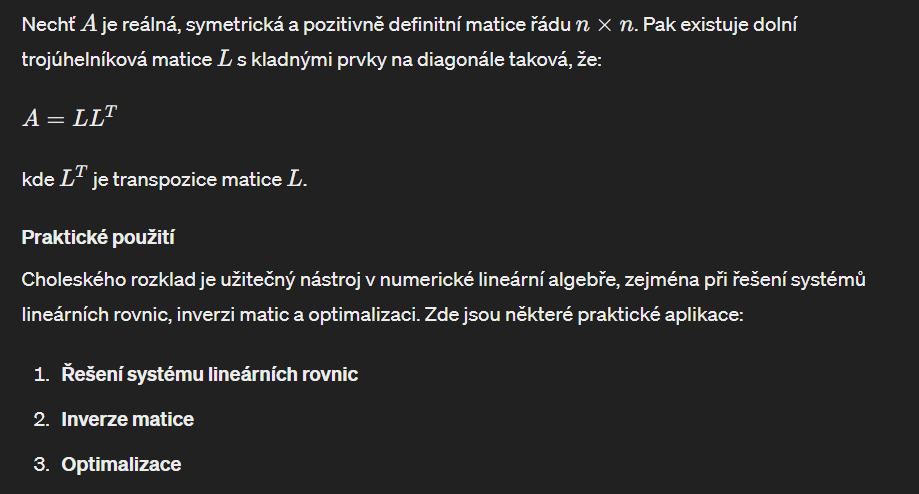 Nechť A je reálná, symetrická a pozitivně definitní matice řádu n × n. Pak existuje dolní
trojúhelníková matice L s kladnými prvky na diagonále taková, že:
A = LLᵀ
kde Lᵀ je transpozice matice L.
Praktické použití
Choleského rozklad je užitečný nástroj v numerické lineární algebře, zejména při řešení systémů
lineárních rovnic, inverzi matic a optimalizaci. Zde jsou některé praktické aplikace:
1. Řešení systému lineárních rovnic
2. Inverze matice
3. Optimalizace